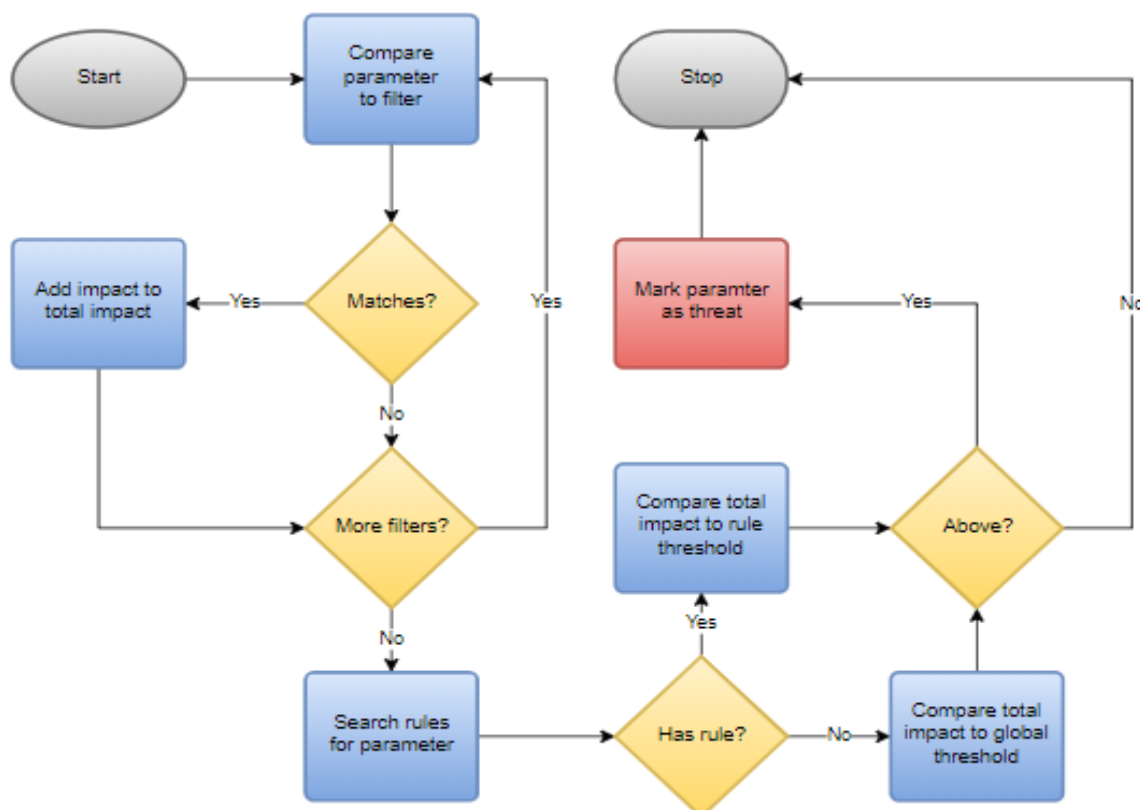 Start
Compare
parameter
to filter
Stop
Add impact to
total impact
Yes
Matches?
Yes
Mark paramter
as threat
Yes
No
No
More filters?
Compare total
impact to rule
threshold
Above?
No
Yes
Search rules
for parameter
Has rule?
No
Compare total
impact to global
threshold